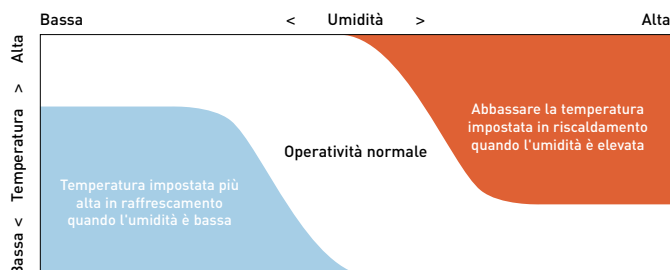 Bassa < Umidità > Alta
Bassa < Temperatura > Alta
Abbassare la temperatura
impostata in riscaldamento
quando l'umidità è elevata
Operatività normale
Temperatura impostata più
alta in raffrescamento
quando l'umidità è bassa